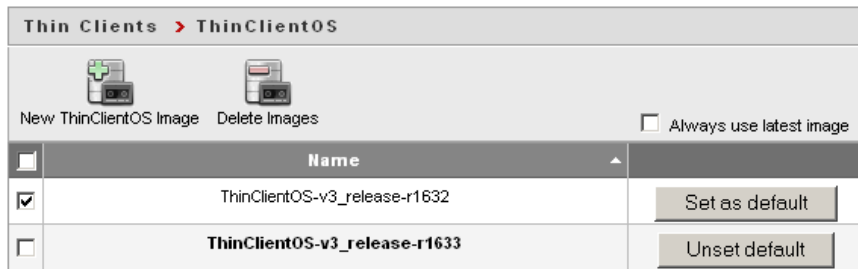 Thin Clients > ThinClientOS
New ThinClientOS Image Delete Images
Always use latest image
Name
ThinClientOS-v3_release-r1632 Set as default
ThinClientOS-v3_release-r1633 Unset default